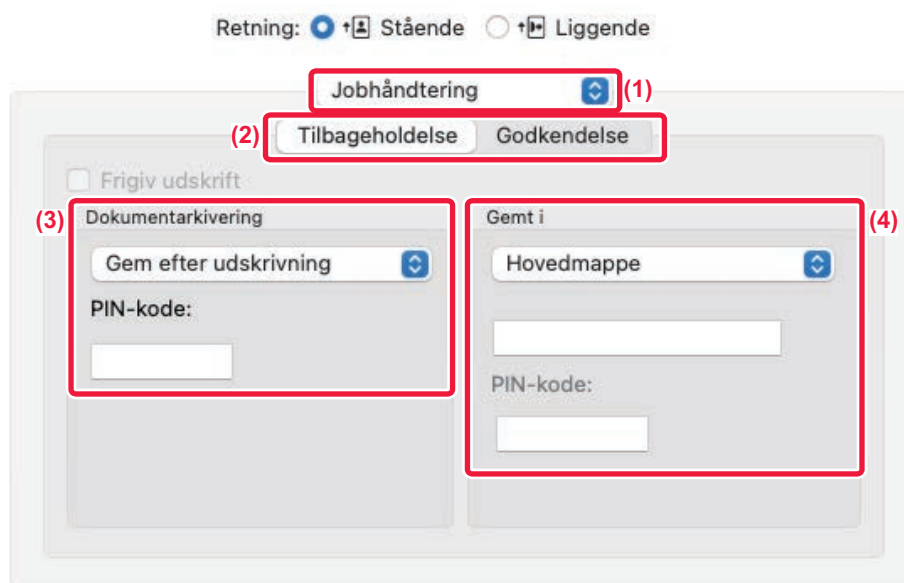 Retning: Stående Liggende
Jobhåndtering (1)
(2) Tilbageholdelse Godkendelse
Frigiv udskrift
(3) Dokumentarkivering
Gem efter udskrivning
PIN-kode:
Gemt i (4)
Hovedmappe
PIN-kode: